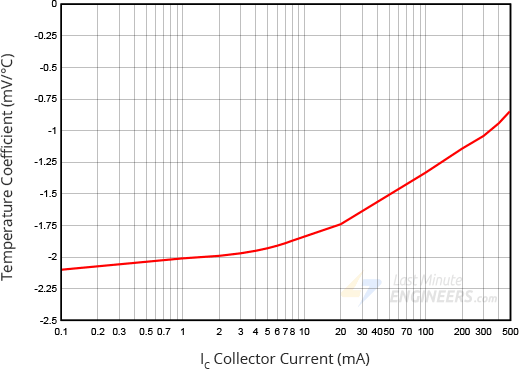 0
-0.25
-0.5
-0.75
-1
-1.25
-1.5
-1.75
-2
-2.25
-2.5
Temperature Coefficient (mV/°C)
0.1 0.2 0.3 0.5 0.7 1 2 3 4 5 6 7 8 10 20 30 40 50 70 100 200 300 500
Last Minute
ENGINEERS.com
Ic Collector Current (mA)